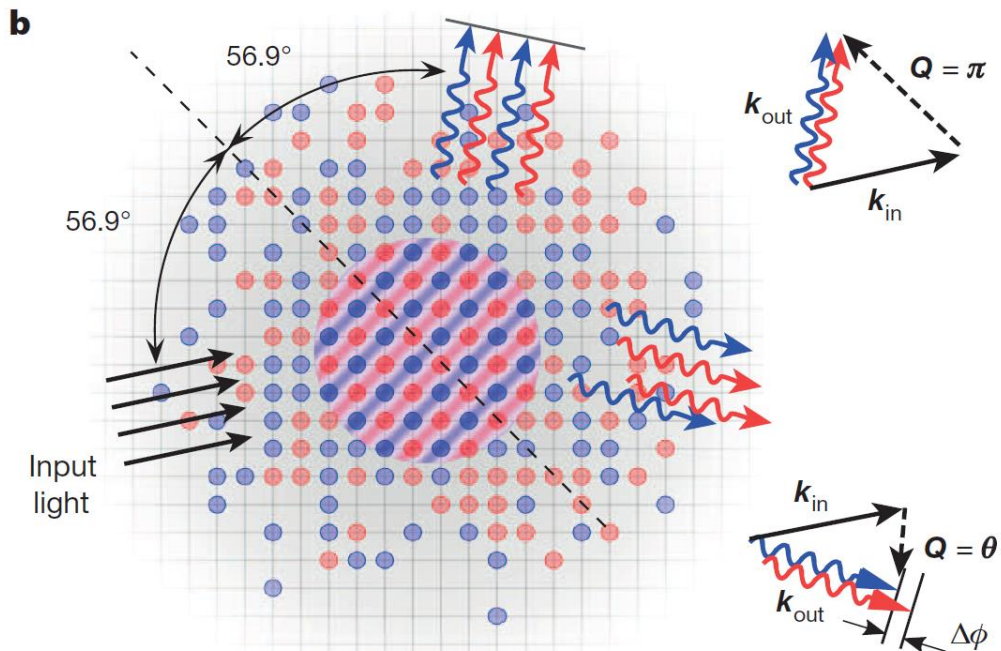 b
56.9°
56.9°
Input
light
k_out
Q = π
k_in
k_in
Q = θ
k_out
Δϕ